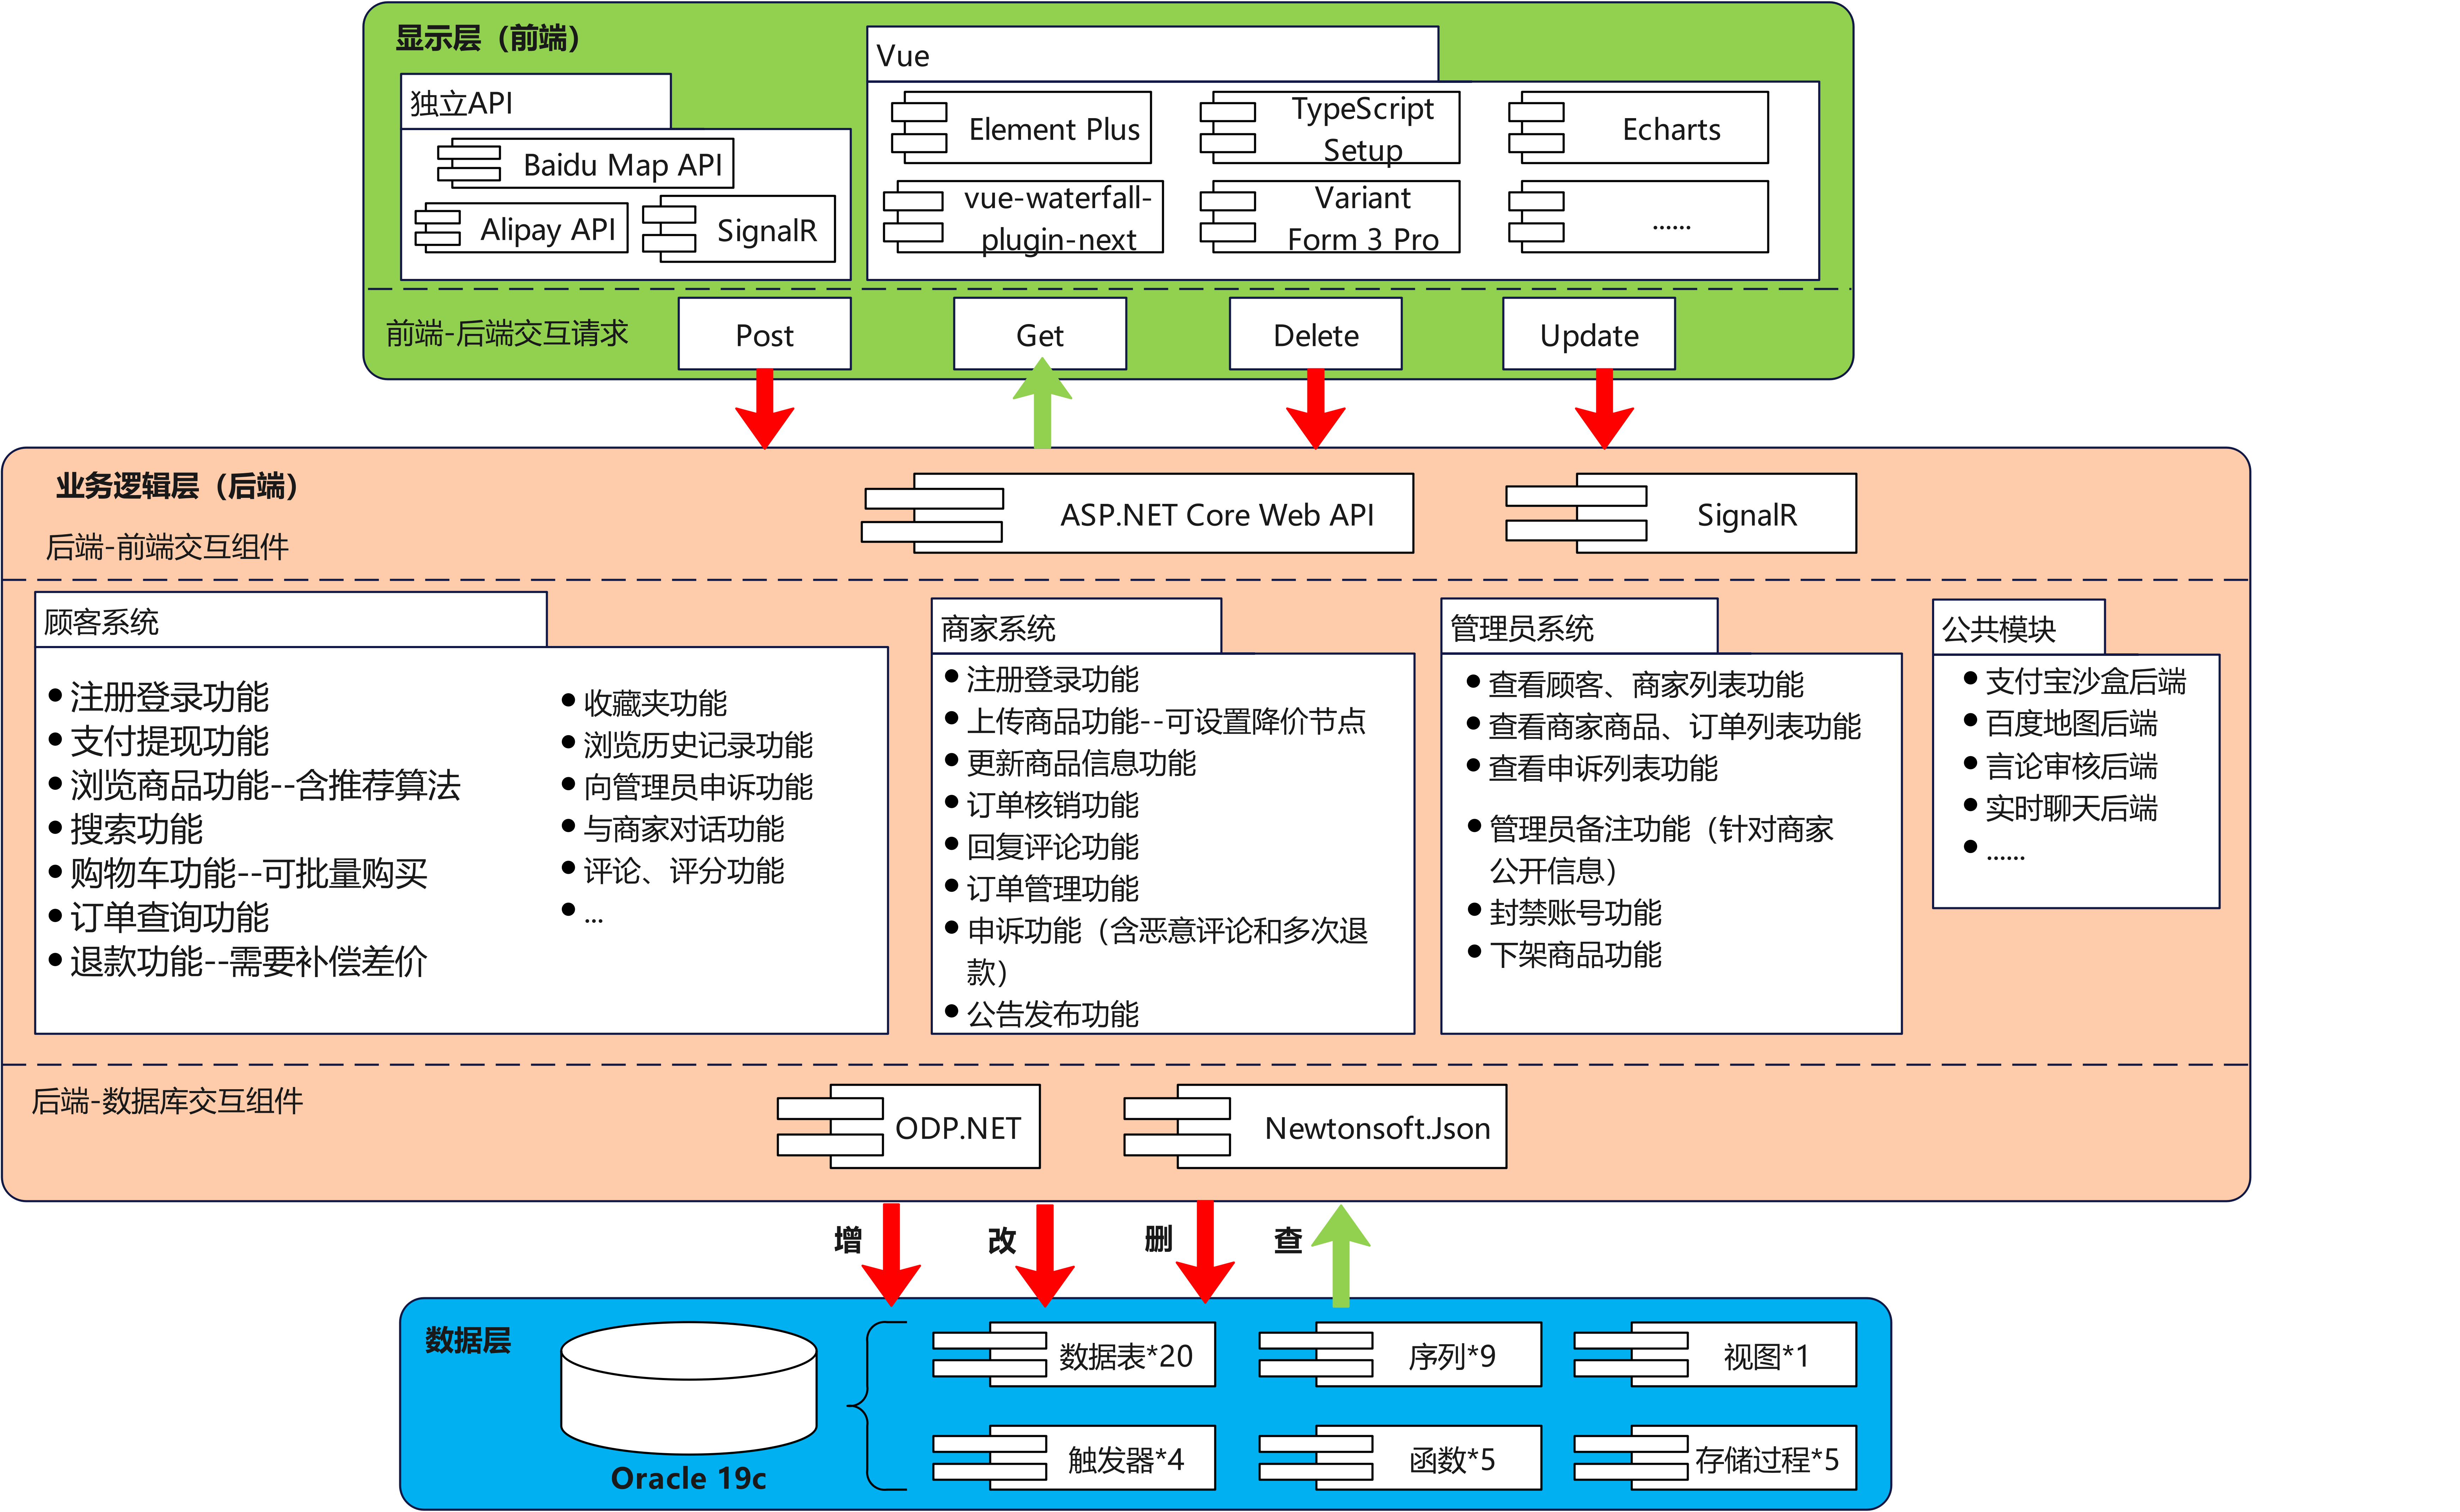 显示层（前端）
独立API
Baidu Map API
Alipay API
SignalR
Vue
Element Plus
TypeScript
Setup
Echarts
vue-waterfall-
plugin-next
Variant
Form 3 Pro
......
前端-后端交互请求
Post
Get
Delete
Update
业务逻辑层（后端）
后端-前端交互组件
ASP.NET Core Web API
SignalR
顾客系统
● 注册登录功能
● 支付提现功能
● 浏览商品功能--含推荐算法
● 搜索功能
● 购物车功能--可批量购买
● 订单查询功能
● 退款功能--需要补偿差价
● 收藏夹功能
● 浏览历史记录功能
● 向管理员申诉功能
● 与商家对话功能
● 评论、评分功能
● ...
商家系统
● 注册登录功能
● 上传商品功能--可设置降价节点
● 更新商品信息功能
● 订单核销功能
● 回复评论功能
● 订单管理功能
● 申诉功能（含恶意评论和多次退
款）
● 公告发布功能
管理员系统
● 查看顾客、商家列表功能
● 查看商家商品、订单列表功能
● 查看申诉列表功能
● 管理员备注功能（针对商家
公开信息）
● 封禁账号功能
● 下架商品功能
公共模块
● 支付宝沙盒后端
● 百度地图后端
● 言论审核后端
● 实时聊天后端
● ......
后端-数据库交互组件
ODP.NET
Newtonsoft.Json
增
改
删
查
数据层
Oracle 19c
数据表*20
序列*9
视图*1
触发器*4
函数*5
存储过程*5